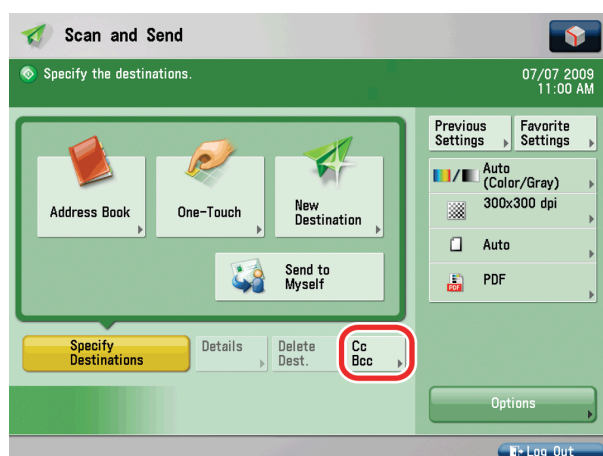 Scan and Send
Specify the destinations.
07/07 2009
11:00 AM
Previous
Settings
Favorite
Settings
Address Book
One-Touch
New
Destination
Send to
Myself
Auto
(Color/Gray)
300x300 dpi
Auto
PDF
PDF
Specify
Destinations
Details
Delete
Dest.
Cc
Bcc
Options
Log Out